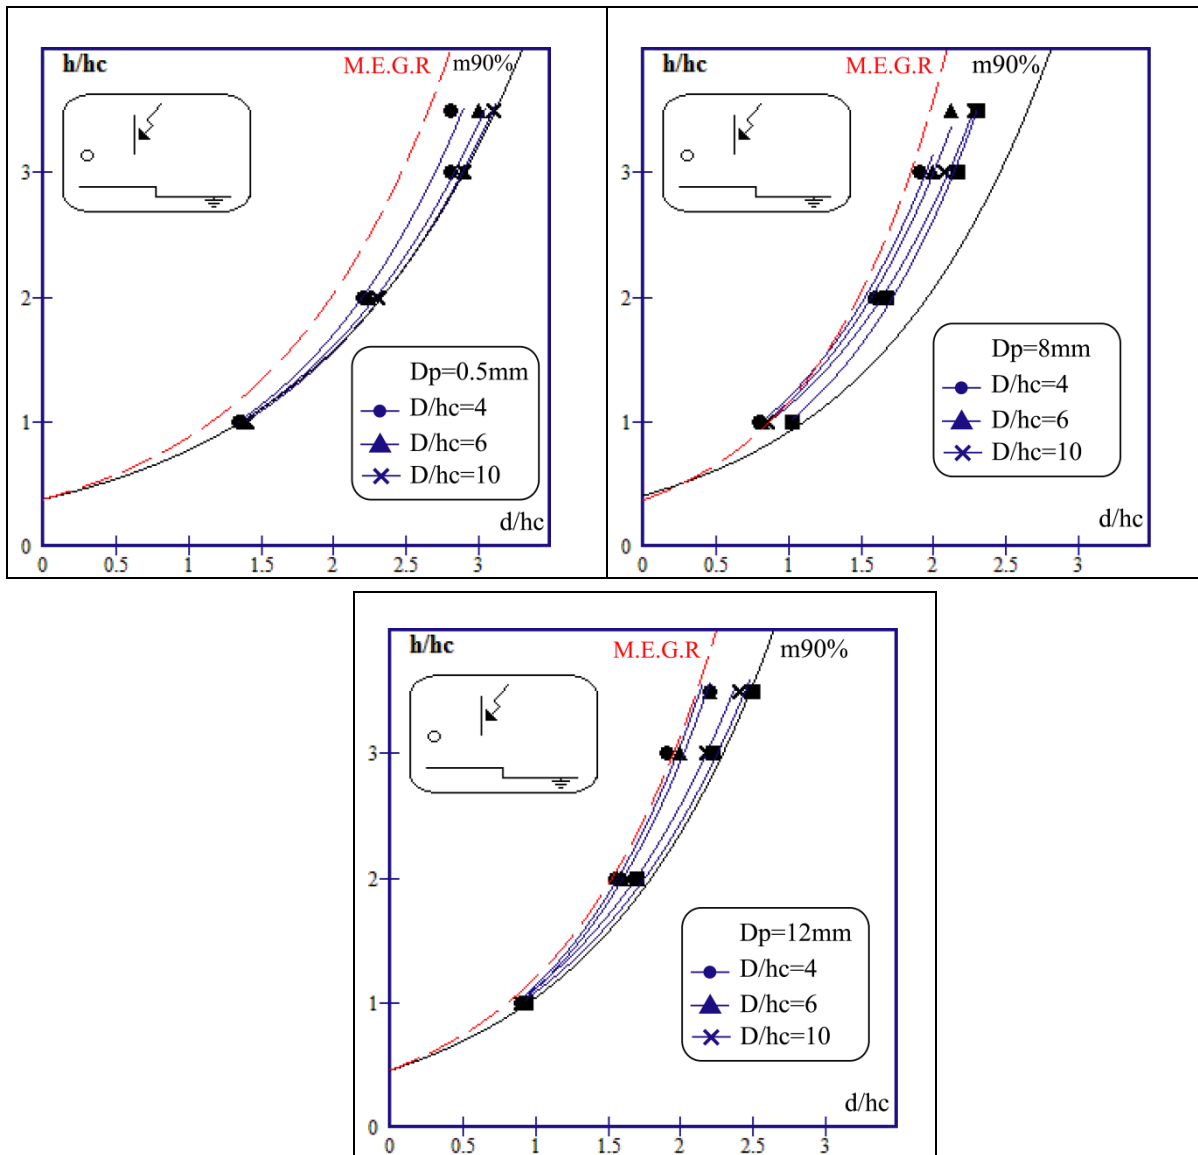 h/hc
M.E.G.R
m90%
3
2
Dp=0.5mm
D/hc=4
1
D/hc=6
D/hc=10
d/hc
0
0 0.5 1 1.5 2 2.5 3
h/hc
M.E.G.R
m90%
3
2
Dp=8mm
D/hc=4
1
D/hc=6
D/hc=10
d/hc
0
0 0.5 1 1.5 2 2.5 3
h/hc
M.E.G.R
m90%
3
2
Dp=12mm
D/hc=4
1
D/hc=6
D/hc=10
d/hc
0
0 0.5 1 1.5 2 2.5 3